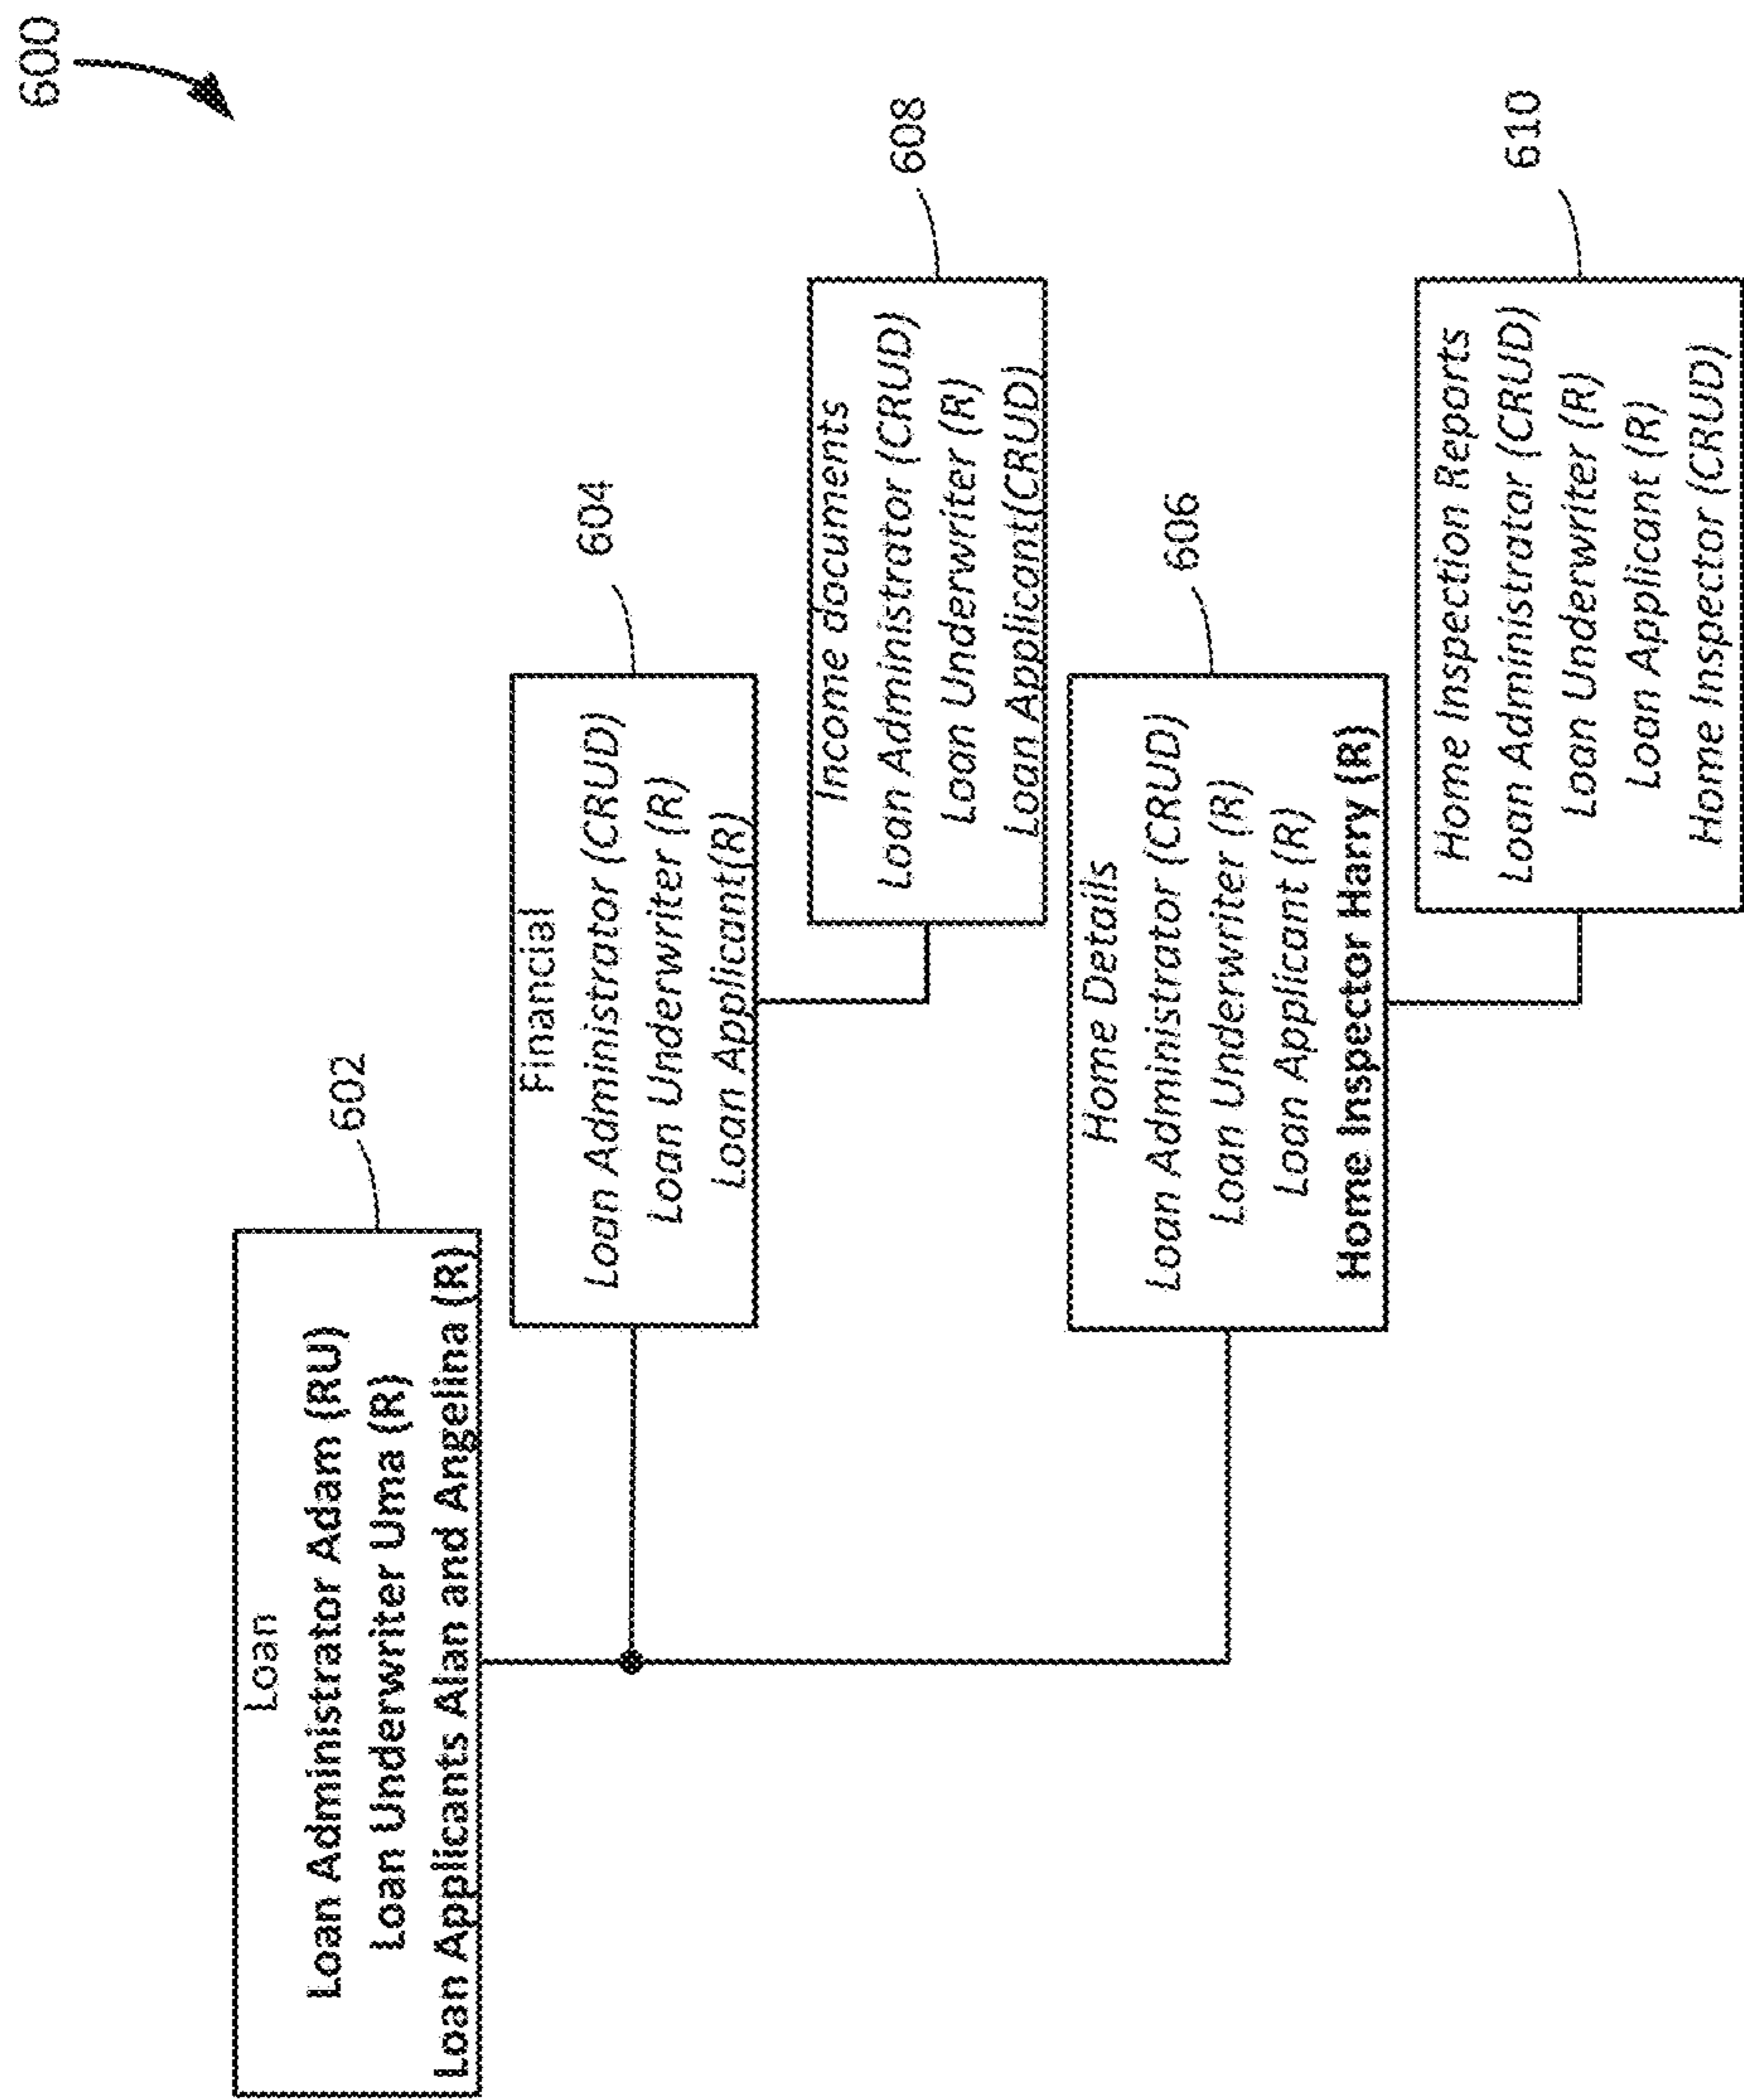 600
Loan
Loan Administrator Adam (RU)
Loan Underwriter Uma (R)
Loan Applicants Alan and Angelina (R)
602
Financial
Loan Administrator (CRUD)
Loan Underwriter (R)
Loan Applicant(R)
604
Income documents
Loan Administrator (CRUD)
Loan Underwriter (R)
Loan Applicant(CRUD)
608
Home Details
Loan Administrator (CRUD)
Loan Underwriter (R)
Loan Applicant (R)
Home Inspector Harry (R)
606
Home Inspection Reports
Loan Administrator (CRUD)
Loan Underwriter (R)
Loan Applicant (R)
Home Inspector (CRUD)
610